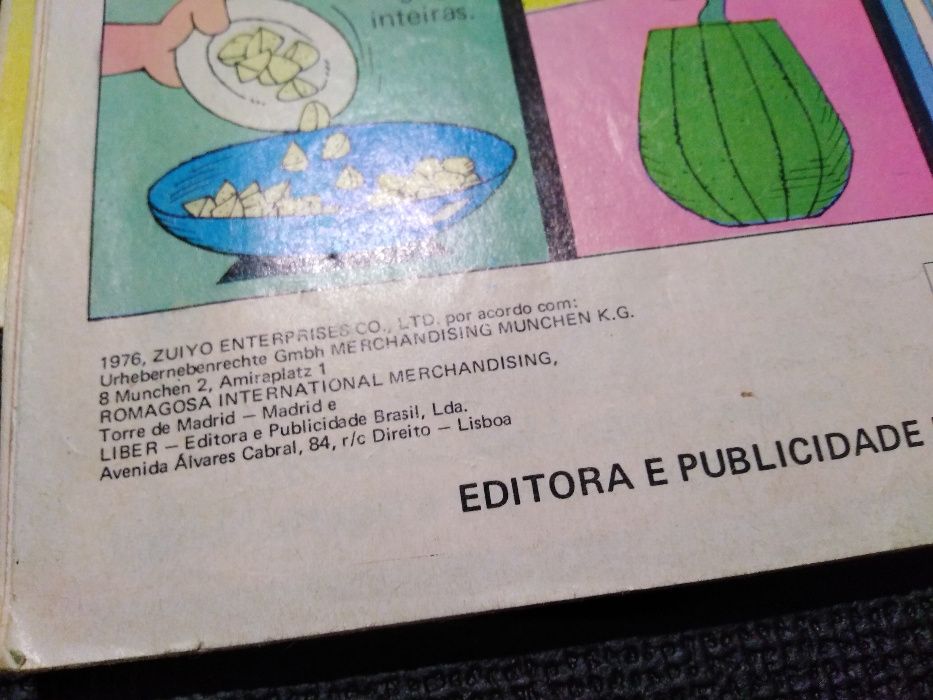 inteiras.
1976, ZUIYO ENTERPRISES CO., LTD. por acordo com:
Urhebernebenrechte Gmbh MERCHANDISING MUNCHEN K.G.
8 Munchen 2, Amiraplatz 1
ROMAGOSA INTERNATIONAL MERCHANDISING,
Torre de Madrid — Madrid e
LIBER — Editora e Publicidade Brasil, Lda.
Avenida Álvares Cabral, 84, r/c Direito — Lisboa
EDITORA E PUBLICIDADE